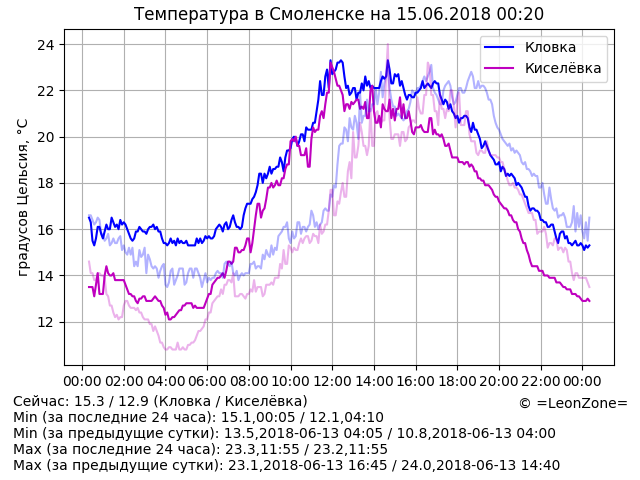 Температура в Смоленске на 15.06.2018 00:20
Кловка
Киселёвка
градусов Цельсия, °C
24
22
20
18
16
14
12
00:00 02:00 04:00 06:00 08:00 10:00 12:00 14:00 16:00 18:00 20:00 22:00 00:00
Сейчас: 15.3 / 12.9 (Кловка / Киселёвка)
© =LeonZone=
Min (за последние 24 часа): 15.1,00:05 / 12.1,04:10
Min (за предыдущие сутки): 13.5,2018-06-13 04:05 / 10.8,2018-06-13 04:00
Max (за последние 24 часа): 23.3,11:55 / 23.2,11:55
Max (за предыдущие сутки): 23.1,2018-06-13 16:45 / 24.0,2018-06-13 14:40